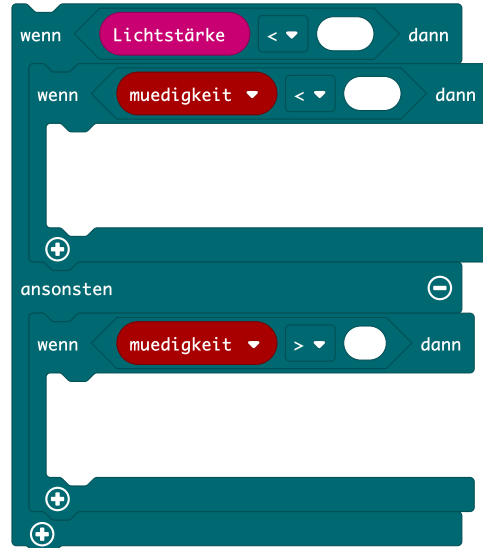 wenn Lichtstärke < dann
wenn muedigkeit < dann
ansonsten
wenn muedigkeit > dann